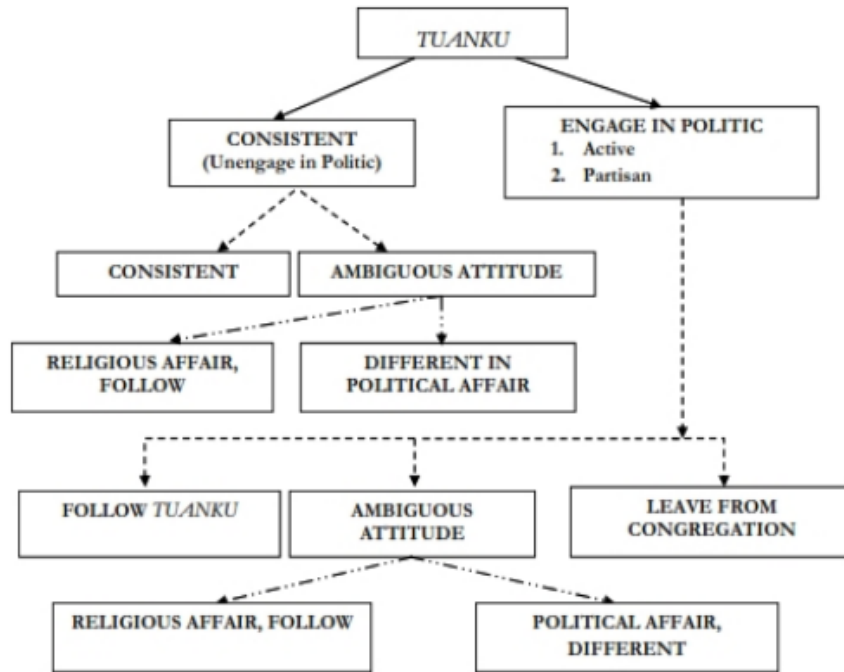 TUANKU
CONSISTENT
(Unengage in Politic)
ENGAGE IN POLITIC
1. Active
2. Partisan
CONSISTENT
AMBIGUOUS ATTITUDE
RELIGIOUS AFFAIR,
FOLLOW
DIFFERENT IN
POLITICAL AFFAIR
FOLLOW TUANKU
AMBIGUOUS
ATTITUDE
LEAVE FROM
CONGREGATION
RELIGIOUS AFFAIR, FOLLOW
POLITICAL AFFAIR,
DIFFERENT